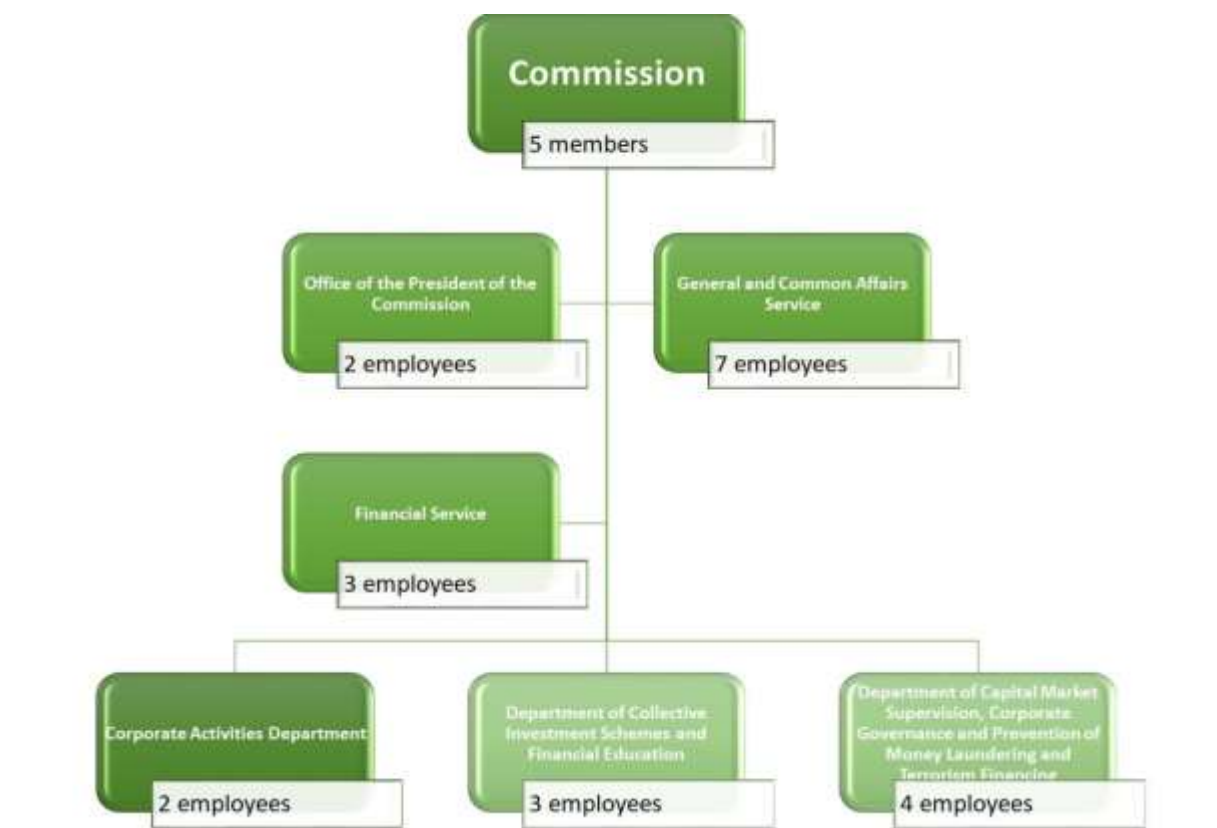 Commission
5 members
Office of the President of the
Commission
2 employees
General and Common Affairs
Service
7 employees
Financial Service
3 employees
Corporate Activities Department
2 employees
Department of Collective
Investment Schemes and
Financial Education
3 employees
Department of Capital Market
Supervision, Corporate
Governance and Prevention of
Money Laundering and
Terrorism Financing
4 employees